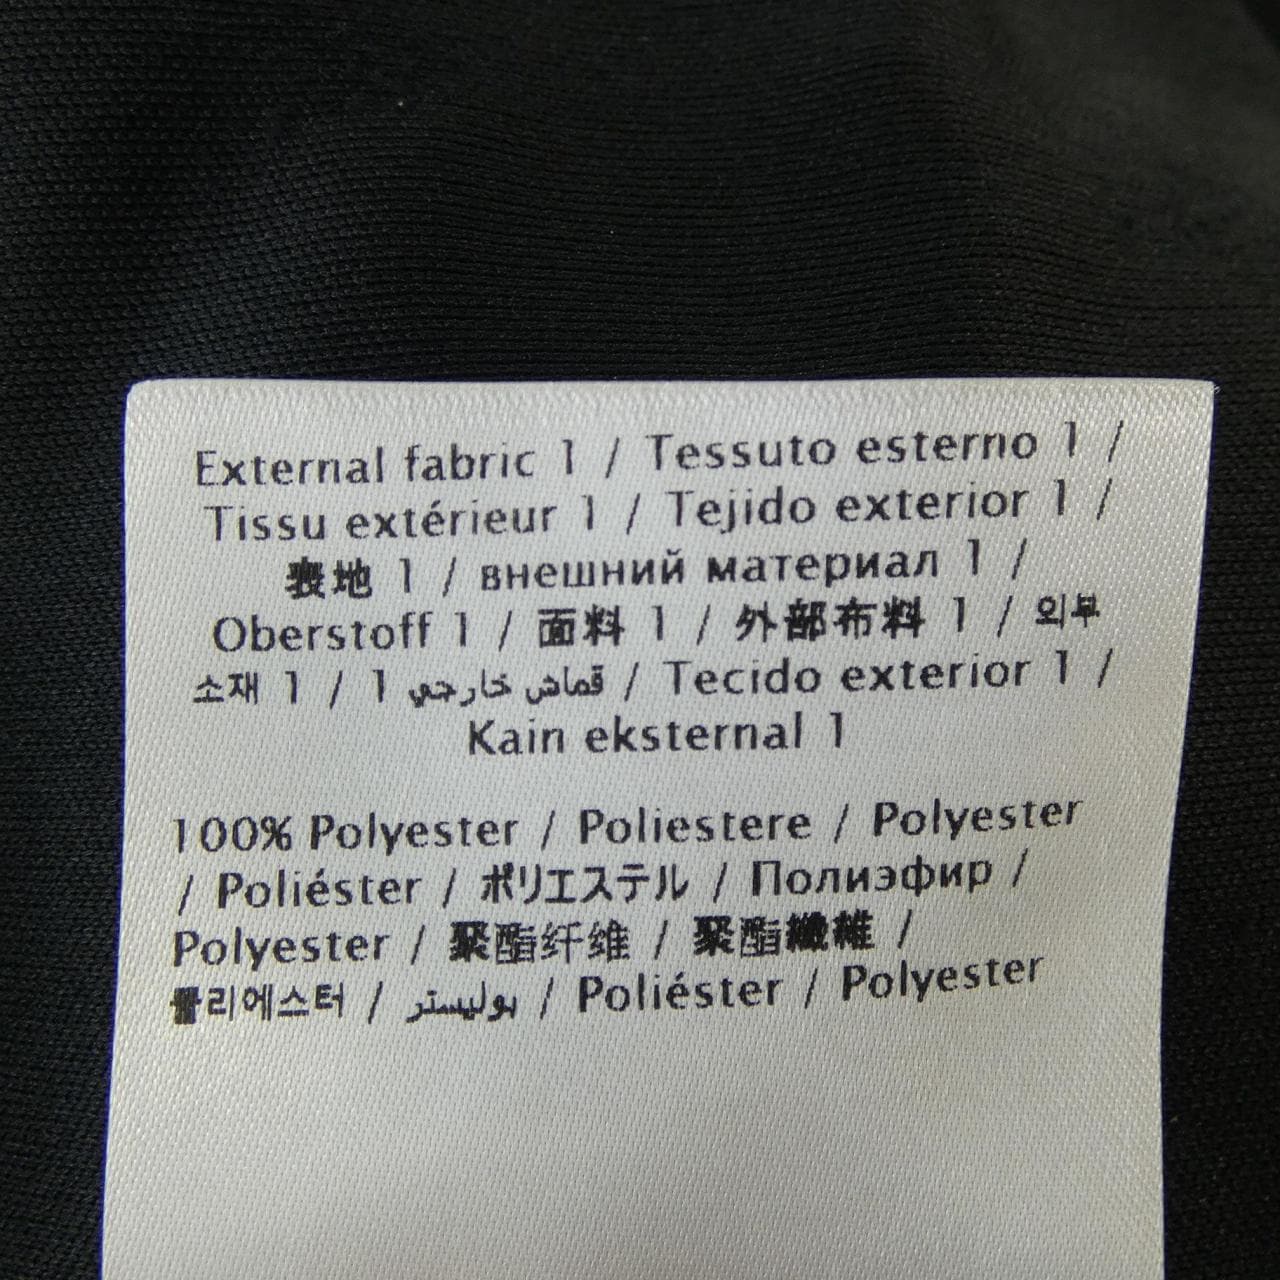 External fabric 1 / Tessuto esterno 1 /
Tissu extérieur 1 / Tejido exterior 1 /
表地 1 / внешний материал 1 /
Oberstoff 1 / 面料 1 / 外部布料 1 / 외부
소재 1 / 1 قماش خارجي / Tecido exterior 1 /
Kain eksternal 1
100% Polyester / Poliestere / Polyester
/ Poliéster / ポリエステル / Полиэфир /
Polyester / 聚酯纤维 / 聚酯纖維 /
폴리에스터 / بوليستر / Poliéster / Polyester